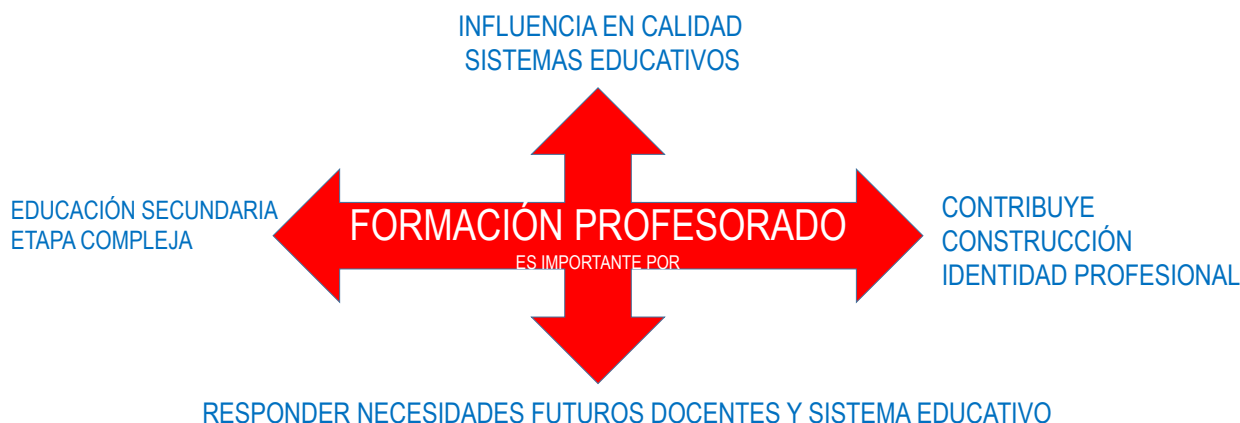 INFLUENCIA EN CALIDAD
SISTEMAS EDUCATIVOS
EDUCACIÓN SECUNDARIA
ETAPA COMPLEJA
FORMACIÓN PROFESORADO
ES IMPORTANTE POR
CONTRIBUYE
CONSTRUCCIÓN
IDENTIDAD PROFESIONAL
RESPONDER NECESIDADES FUTUROS DOCENTES Y SISTEMA EDUCATIVO